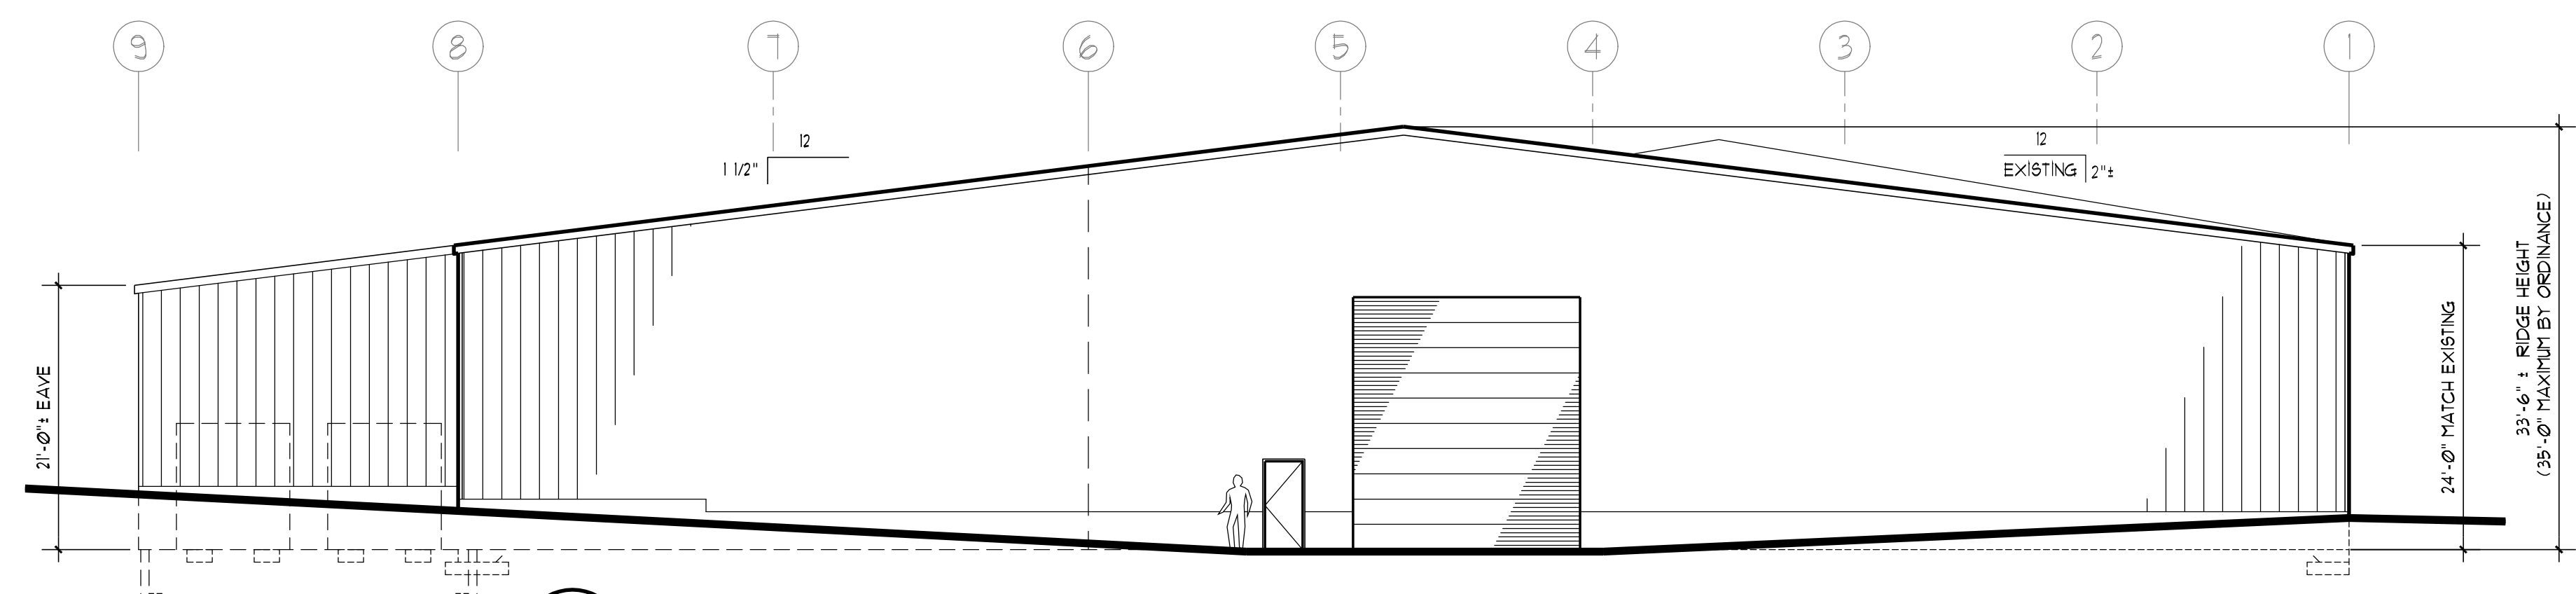 9 8 7 6 5 4 3 2 1
12
1 1/2"
12
EXISTING 2"±
21'-0"± EAVE
24'-0" MATCH EXISTING
33'-6" ± RIDGE HEIGHT
(35'-0" MAXIMUM BY ORDINANCE)